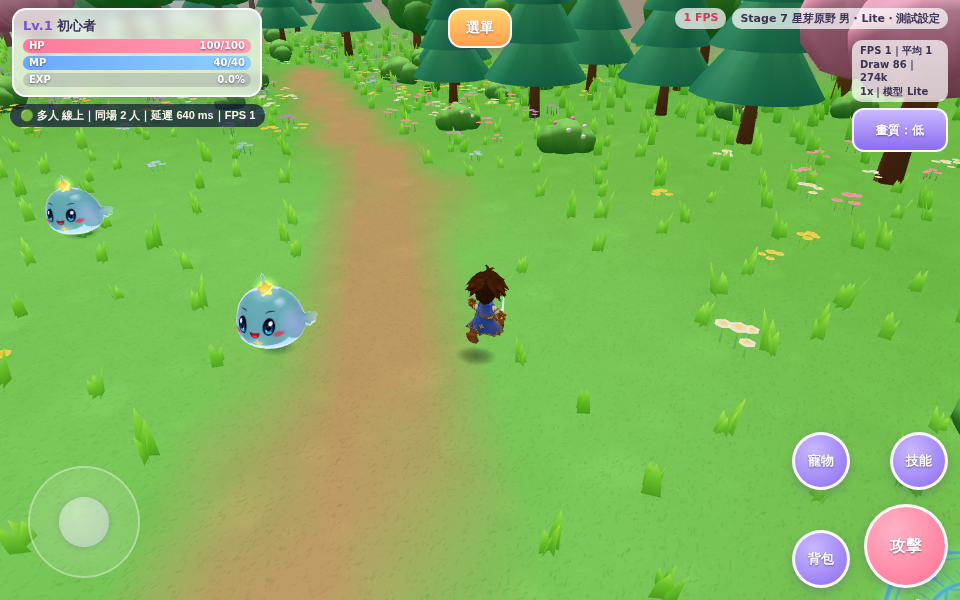 Lv.1 初心者
HP 100/100
MP 40/40
EXP 0.0%
多人 線上｜同場 2 人｜延遲 640 ms｜FPS 1
選單
1 FPS
Stage 7 星芽原野 男・Lite・測試設定
FPS 1｜平均 1
Draw 86｜
274k
1x｜模型 Lite
畫質：低
寵物
技能
背包
攻擊